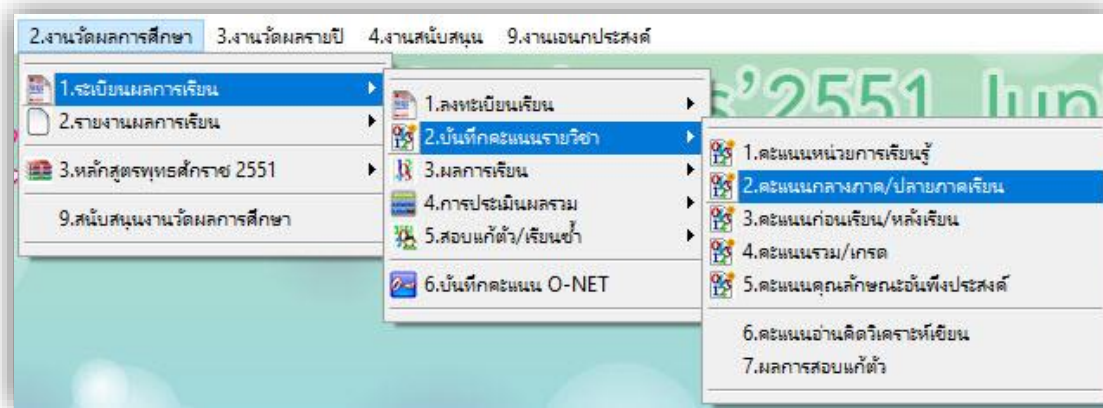 2.งานวัดผลการศึกษา 3.งานวัดผลรายปี 4.งานสนับสนุน 9.งานเอนกประสงค์
1.ระเบียนผลการเรียน
2.รายงานผลการเรียน
3.หลักสูตรพุทธศักราช 2551
9.สนับสนุนงานวัดผลการศึกษา
1.ลงทะเบียนเรียน
2.บันทึกคะแนนรายวิชา
3.ผลการเรียน
4.การประเมินผลรวม
5.สอบแก้ตัว/เรียนซ้ำ
6.บันทึกคะแนน O-NET
1.คะแนนหน่วยการเรียนรู้
2.คะแนนกลางภาค/ปลายภาคเรียน
3.คะแนนก่อนเรียน/หลังเรียน
4.คะแนนรวม/เกรด
5.คะแนนคุณลักษณะอันพึงประสงค์
6.คะแนนอ่านคิดวิเคราะห์เขียน
7.ผลการสอบแก้ตัว
'2551